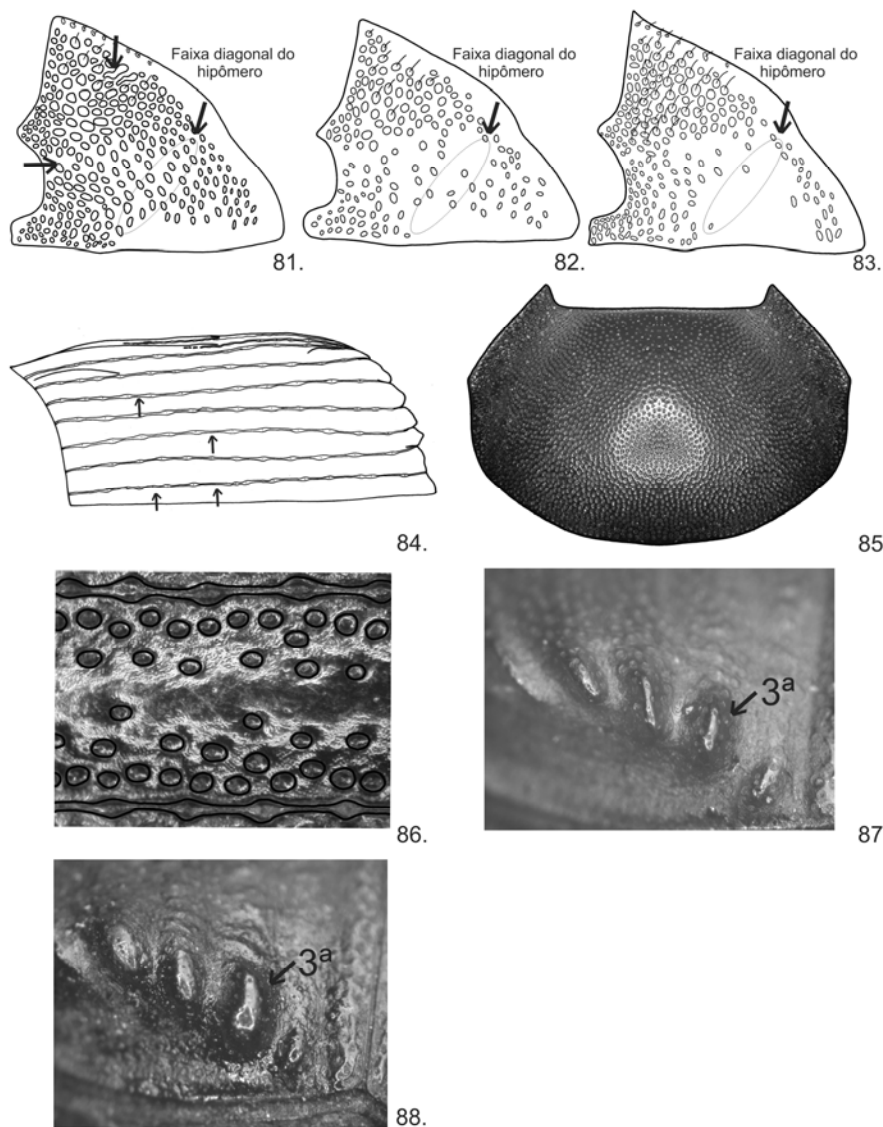 Faixa diagonal do
hipômero
Faixa diagonal do
hipômero
Faixa diagonal do
hipômero
81.
82.
83.
84.
85
3ª
86.
87
3ª
88.